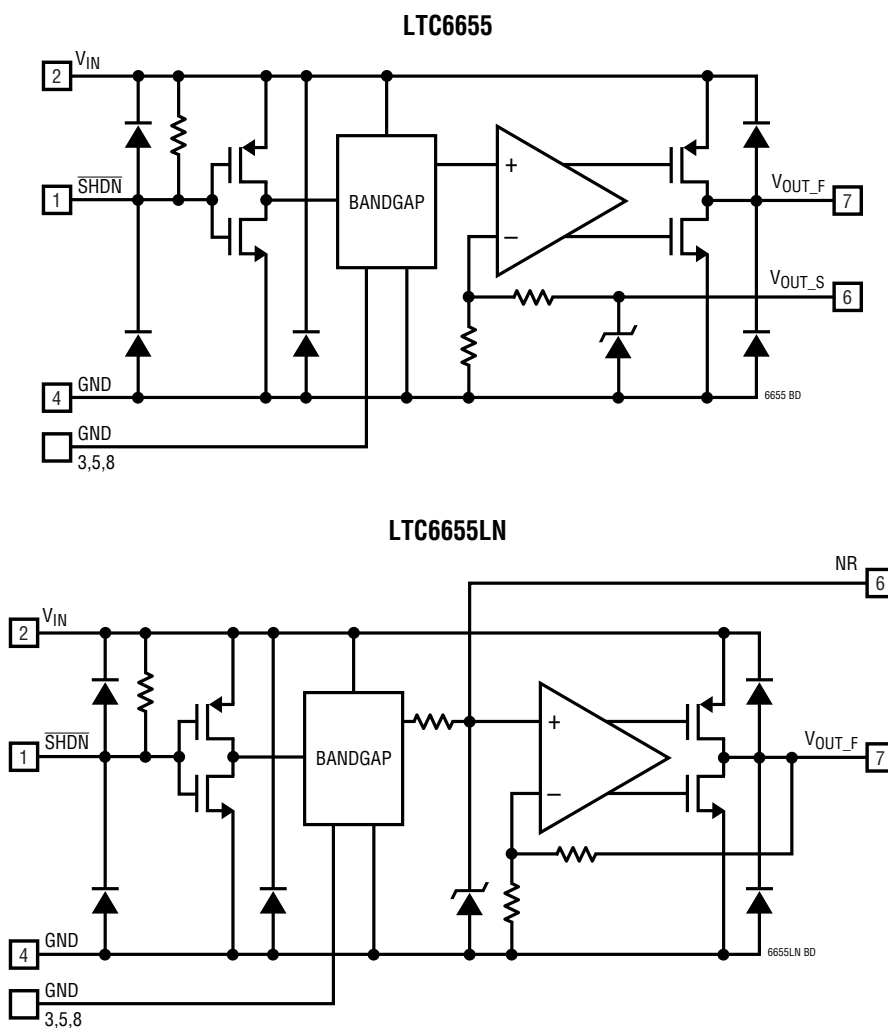 LTC6655
2 VIN
1 SHDN
BANDGAP
+
–
VOUT_F 7
VOUT_S 6
4 GND
6655 BD
GND
3,5,8
LTC6655LN
NR 6
2 VIN
1 SHDN
BANDGAP
+
–
VOUT_F 7
4 GND
6655LN BD
GND
3,5,8